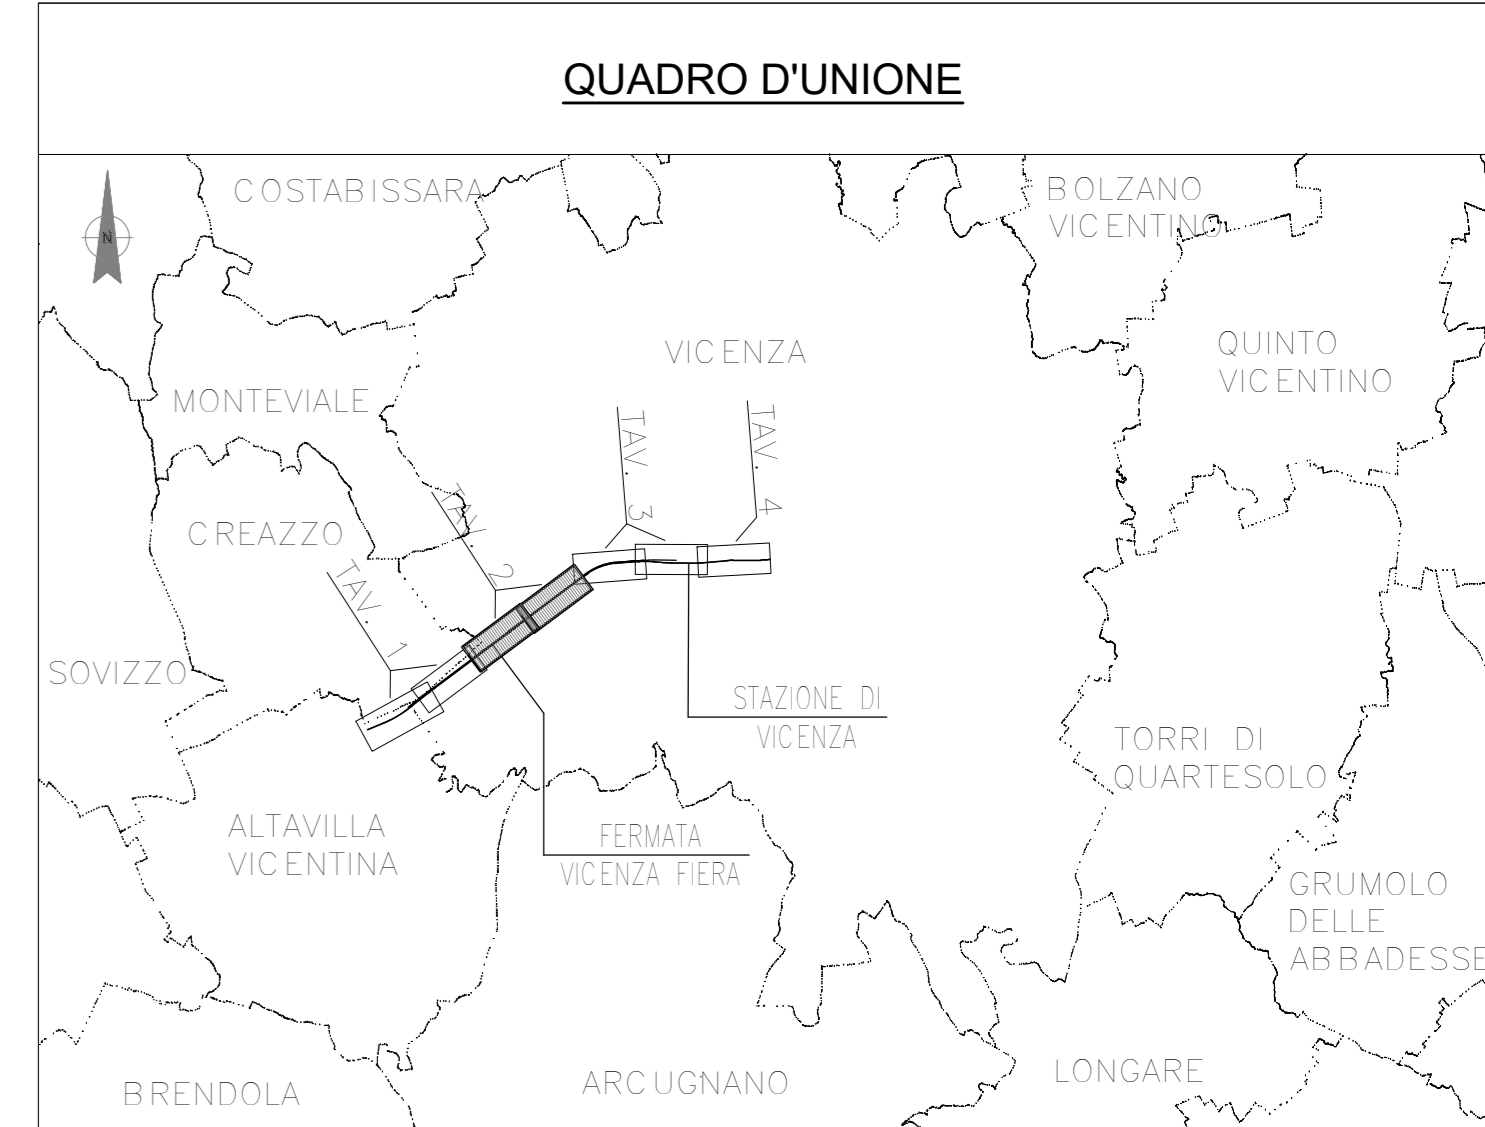 QUADRO D'UNIONE
COSTABISSARA
BOLZANO
VICENTINO
N
VICENZA
QUINTO
VICENTINO
MONTEVIALE
TAV. 3
TAV. 4
TAV. 2
CREAZZO
TAV. 1
SOVIZZO
STAZIONE DI
VICENZA
TORRI DI
QUARTESOLO
ALTAVILLA
VICENTINA
FERMATA
VICENZA FIERA
GRUMOLO
DELLE
ABBADESSE
BRENDOLA
ARCUGNANO
LONGARE